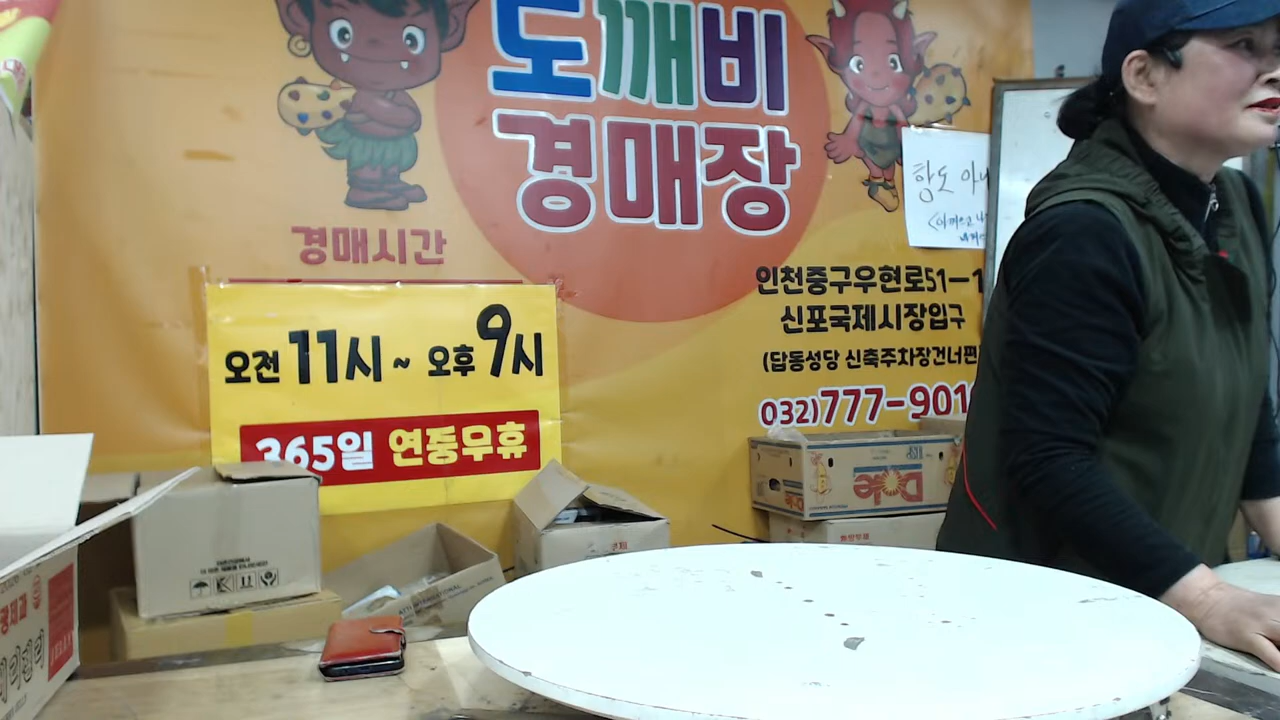 도깨비
경매장
경매시간
오전 11시 ~ 오후 9시
365일 연중무휴
항도
인천중구우현로51-1
신포국제시장입구
(답동성당 신축주차장건너편
032)777-901
Dole